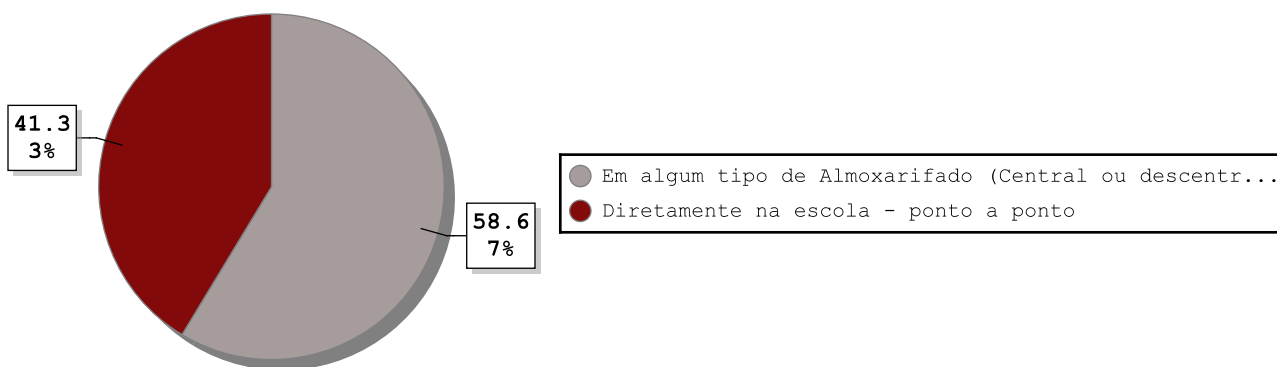 41.3
3%
58.6
7%
Em algum tipo de Almoxarifado (Central ou descentr...
Diretamente na escola - ponto a ponto